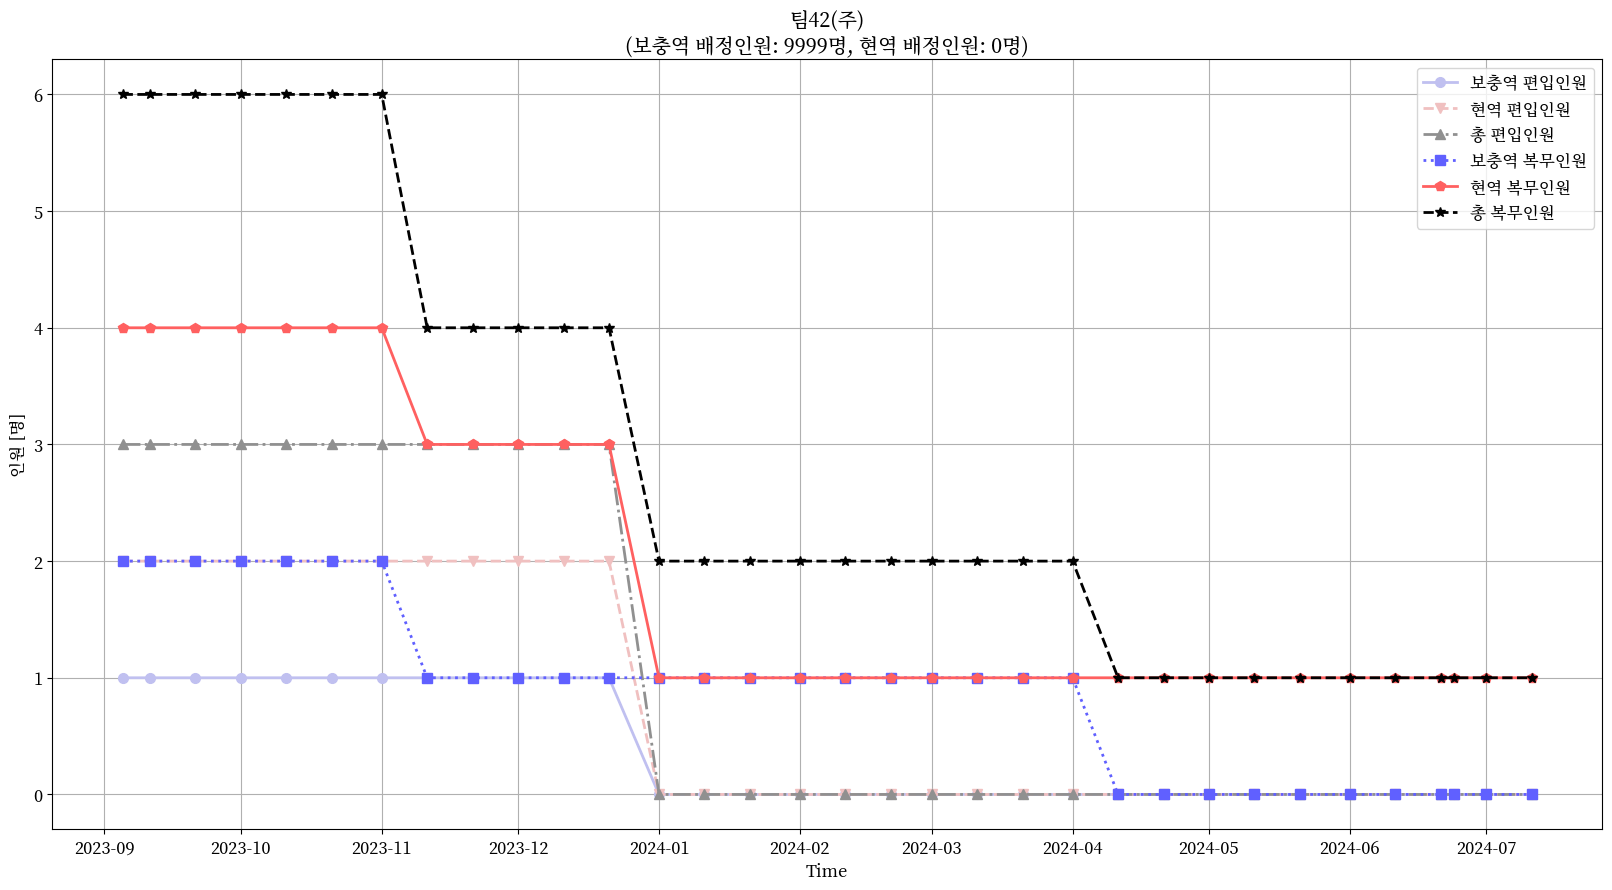 팀42(주)
(보충역 배정인원: 9999명, 현역 배정인원: 0명)
보충역 편입인원
현역 편입인원
총 편입인원
보충역 복무인원
현역 복무인원
총 복무인원
인원 [명]
6
5
4
3
2
1
0
2023-09 2023-10 2023-11 2023-12 2024-01 2024-02 2024-03 2024-04 2024-05 2024-06 2024-07
Time